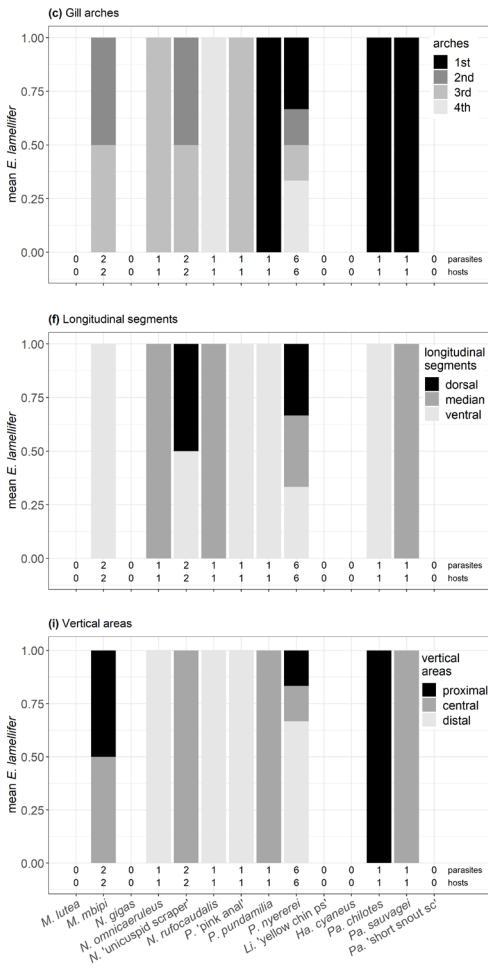 (c) Gill arches
mean E. lamellifer
1.00
0.75
0.50
0.25
0.00
arches
1st
2nd
3rd
4th
0 2 0 1 2 1 1 1 6 0 0 1 1 0 parasites
0 2 0 1 2 1 1 1 6 0 0 1 1 0 hosts
(f) Longitudinal segments
mean E. lamellifer
1.00
0.75
0.50
0.25
0.00
longitudinal
segments
dorsal
median
ventral
0 2 0 1 2 1 1 1 6 0 0 1 1 0 parasites
0 2 0 1 2 1 1 1 6 0 0 1 1 0 hosts
(i) Vertical areas
mean E. lamellifer
1.00
0.75
0.50
0.25
0.00
vertical
areas
proximal
central
distal
0 2 0 1 2 1 1 1 6 0 0 1 1 0 parasites
0 2 0 1 2 1 1 1 6 0 0 1 1 0 hosts
M. lutea
M. mbipi
N. gigas
N. omnicaeruleus
N. 'unicuspid scraper'
N. rufocaudalis
P. 'pink anal'
P. pundamilia
P. nyererei
Li. 'yellow chin ps'
Ha. cyaneus
Pa. chilotes
Pa. sauvagei
Pa. 'short snout sc'